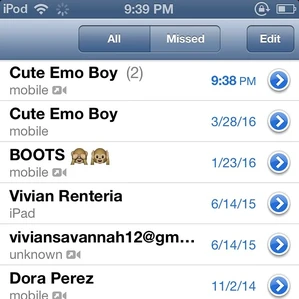 iPod 9:39 PM
All Missed Edit
Cute Emo Boy (2)
mobile
9:38 PM
Cute Emo Boy
mobile
3/28/16
BOOTS 🙈🐵
mobile
1/23/16
Vivian Renteria
iPad
6/14/15
viviansavannah12@gm...
unknown
6/14/15
Dora Perez
mobile
11/2/14